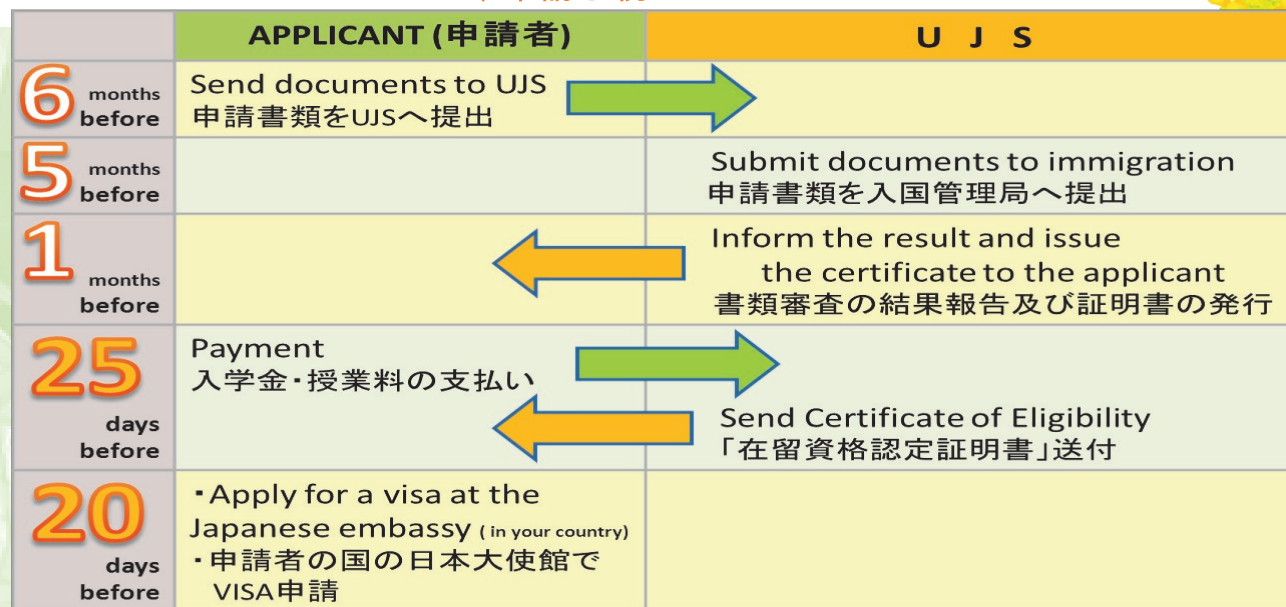 APPLICANT (申請者)
U J S
6 months
before
Send documents to UJS
申請書類をUJSへ提出
5 months
before
Submit documents to immigration
申請書類を入国管理局へ提出
1 months
before
Inform the result and issue
the certificate to the applicant
書類審査の結果報告及び証明書の発行
25
days
before
Payment
入学金・授業料の支払い
Send Certificate of Eligibility
「在留資格認定証明書」送付
20
days
before
・Apply for a visa at the
Japanese embassy ( in your country)
・申請者の国の日本大使館で
VISA申請